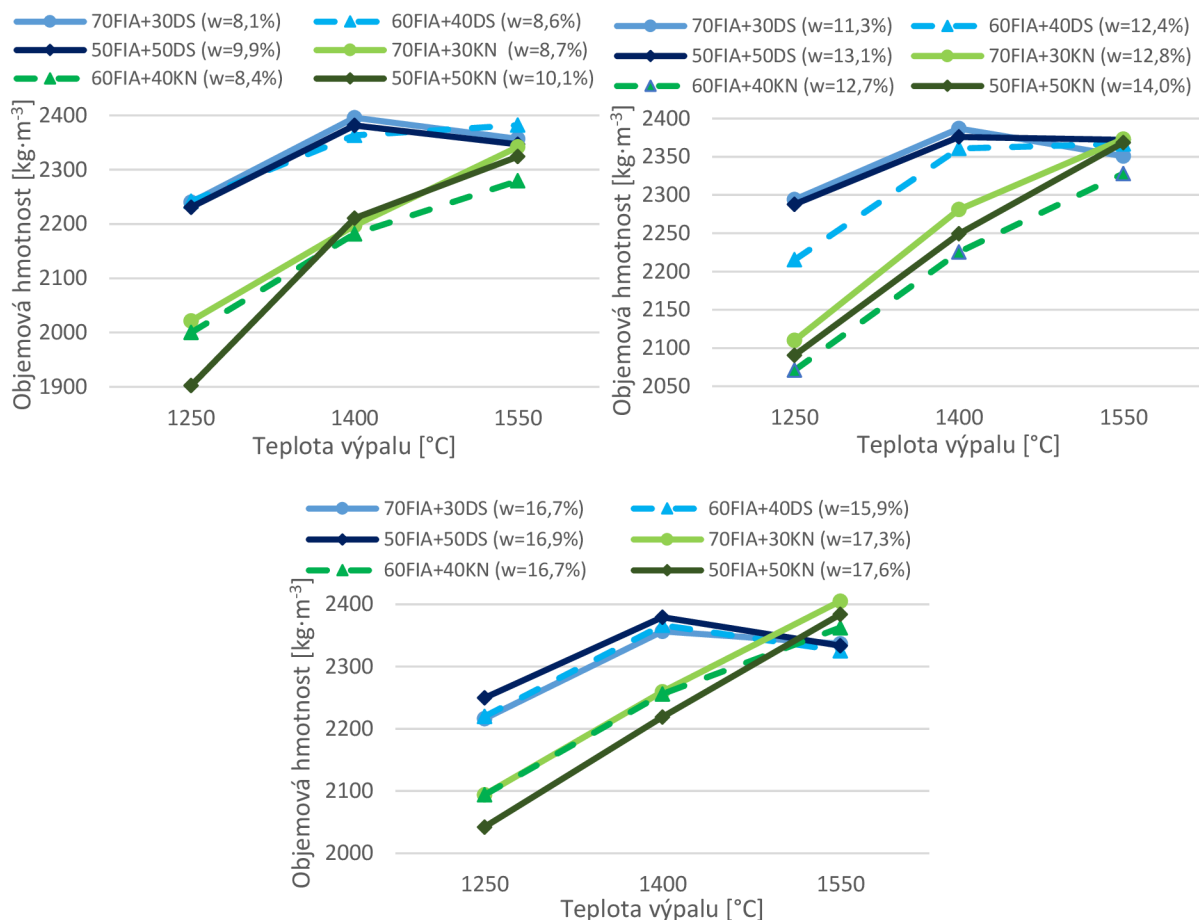 70FIA+30DS (w=8,1%) 60FIA+40DS (w=8,6%)
50FIA+50DS (w=9,9%) 70FIA+30KN (w=8,7%)
60FIA+40KN (w=8,4%) 50FIA+50KN (w=10,1%)
Objemová hmotnost [kg·m⁻³]
2400
2300
2200
2100
2000
1900
1250 1400 1550
Teplota výpalu [°C]
70FIA+30DS (w=11,3%) 60FIA+40DS (w=12,4%)
50FIA+50DS (w=13,1%) 70FIA+30KN (w=12,8%)
60FIA+40KN (w=12,7%) 50FIA+50KN (w=14,0%)
Objemová hmotnost [kg·m⁻³]
2400
2350
2300
2250
2200
2150
2100
2050
1250 1400 1550
Teplota výpalu [°C]
70FIA+30DS (w=16,7%) 60FIA+40DS (w=15,9%)
50FIA+50DS (w=16,9%) 70FIA+30KN (w=17,3%)
60FIA+40KN (w=16,7%) 50FIA+50KN (w=17,6%)
Objemová hmotnost [kg·m⁻³]
2400
2300
2200
2100
2000
1250 1400 1550
Teplota výpalu [°C]